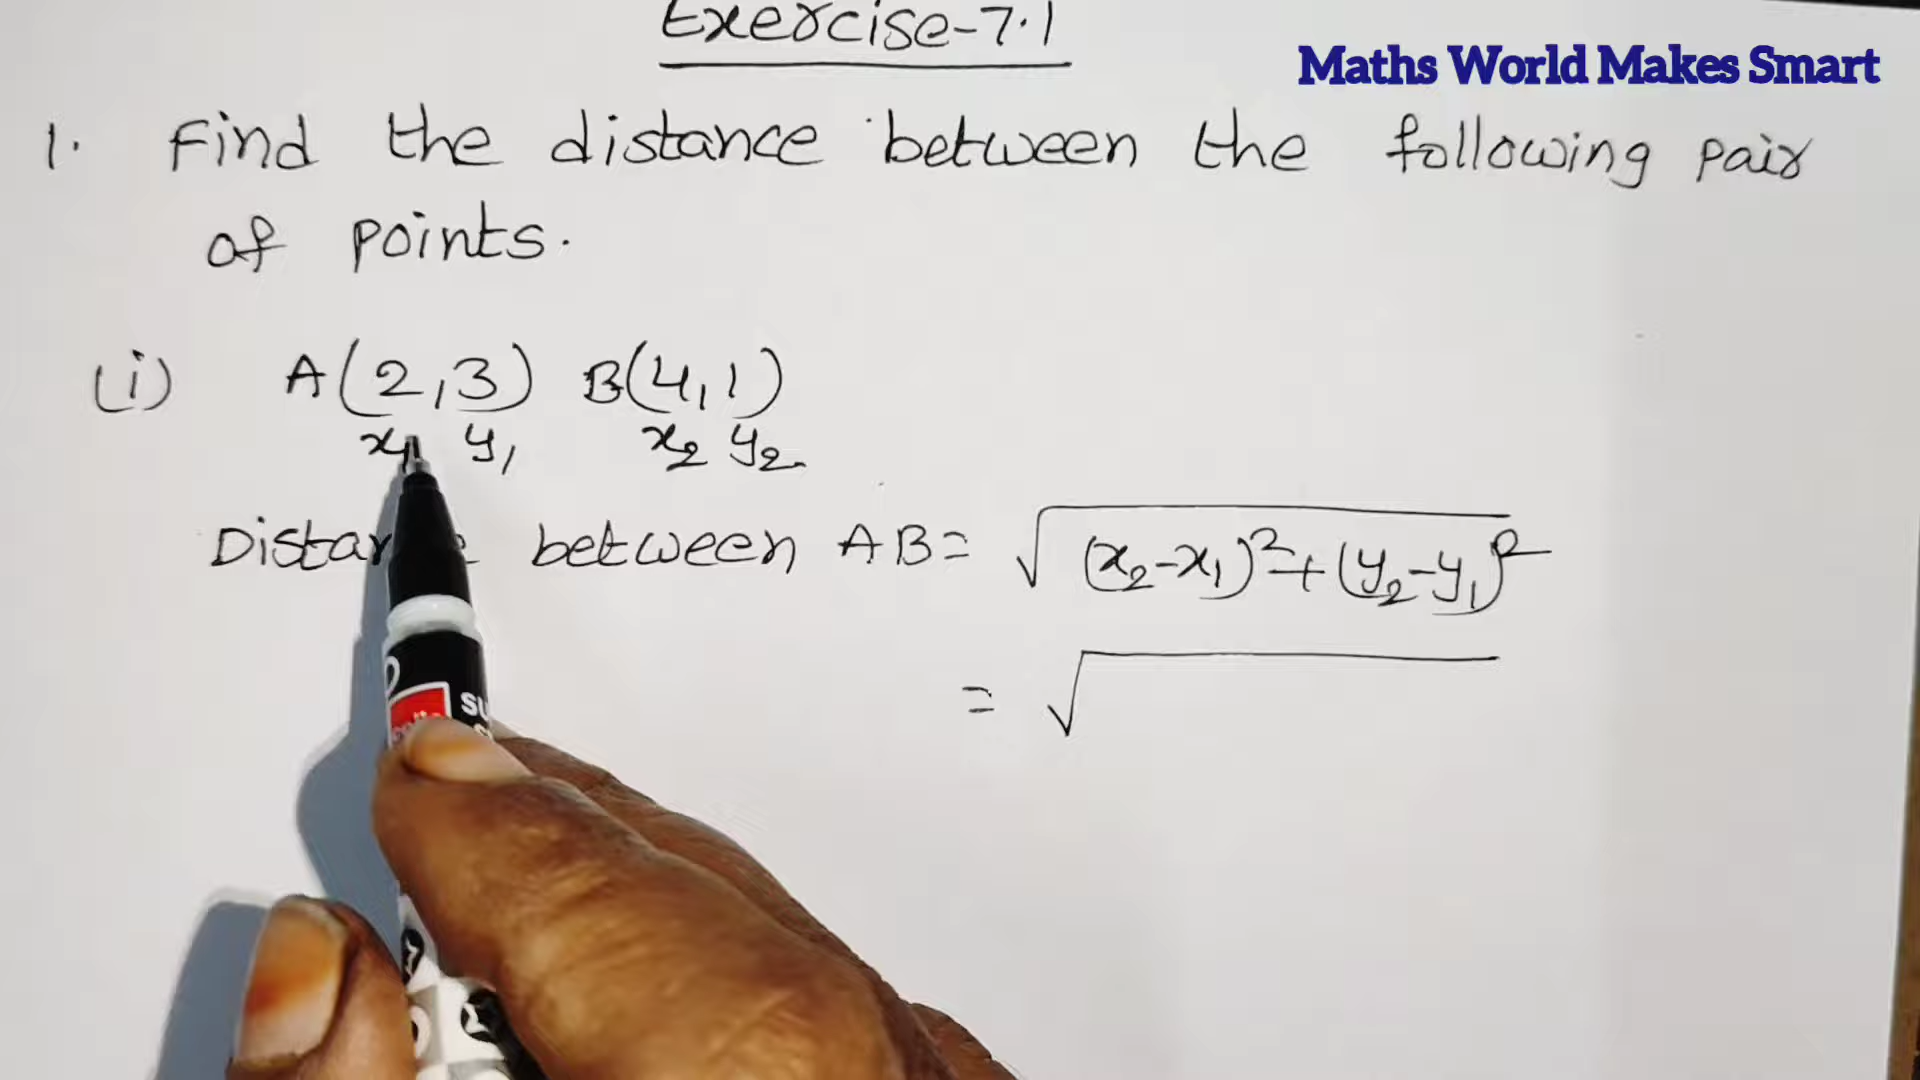 Exercise-7.1
Maths World Makes Smart
1. Find the distance between the following pair
of points.
(i) A(2,3) B(4,1)
x₁ y₁ x₂ y₂
between AB = √(x₂-x₁)²+(y₂-y₁)²
= √